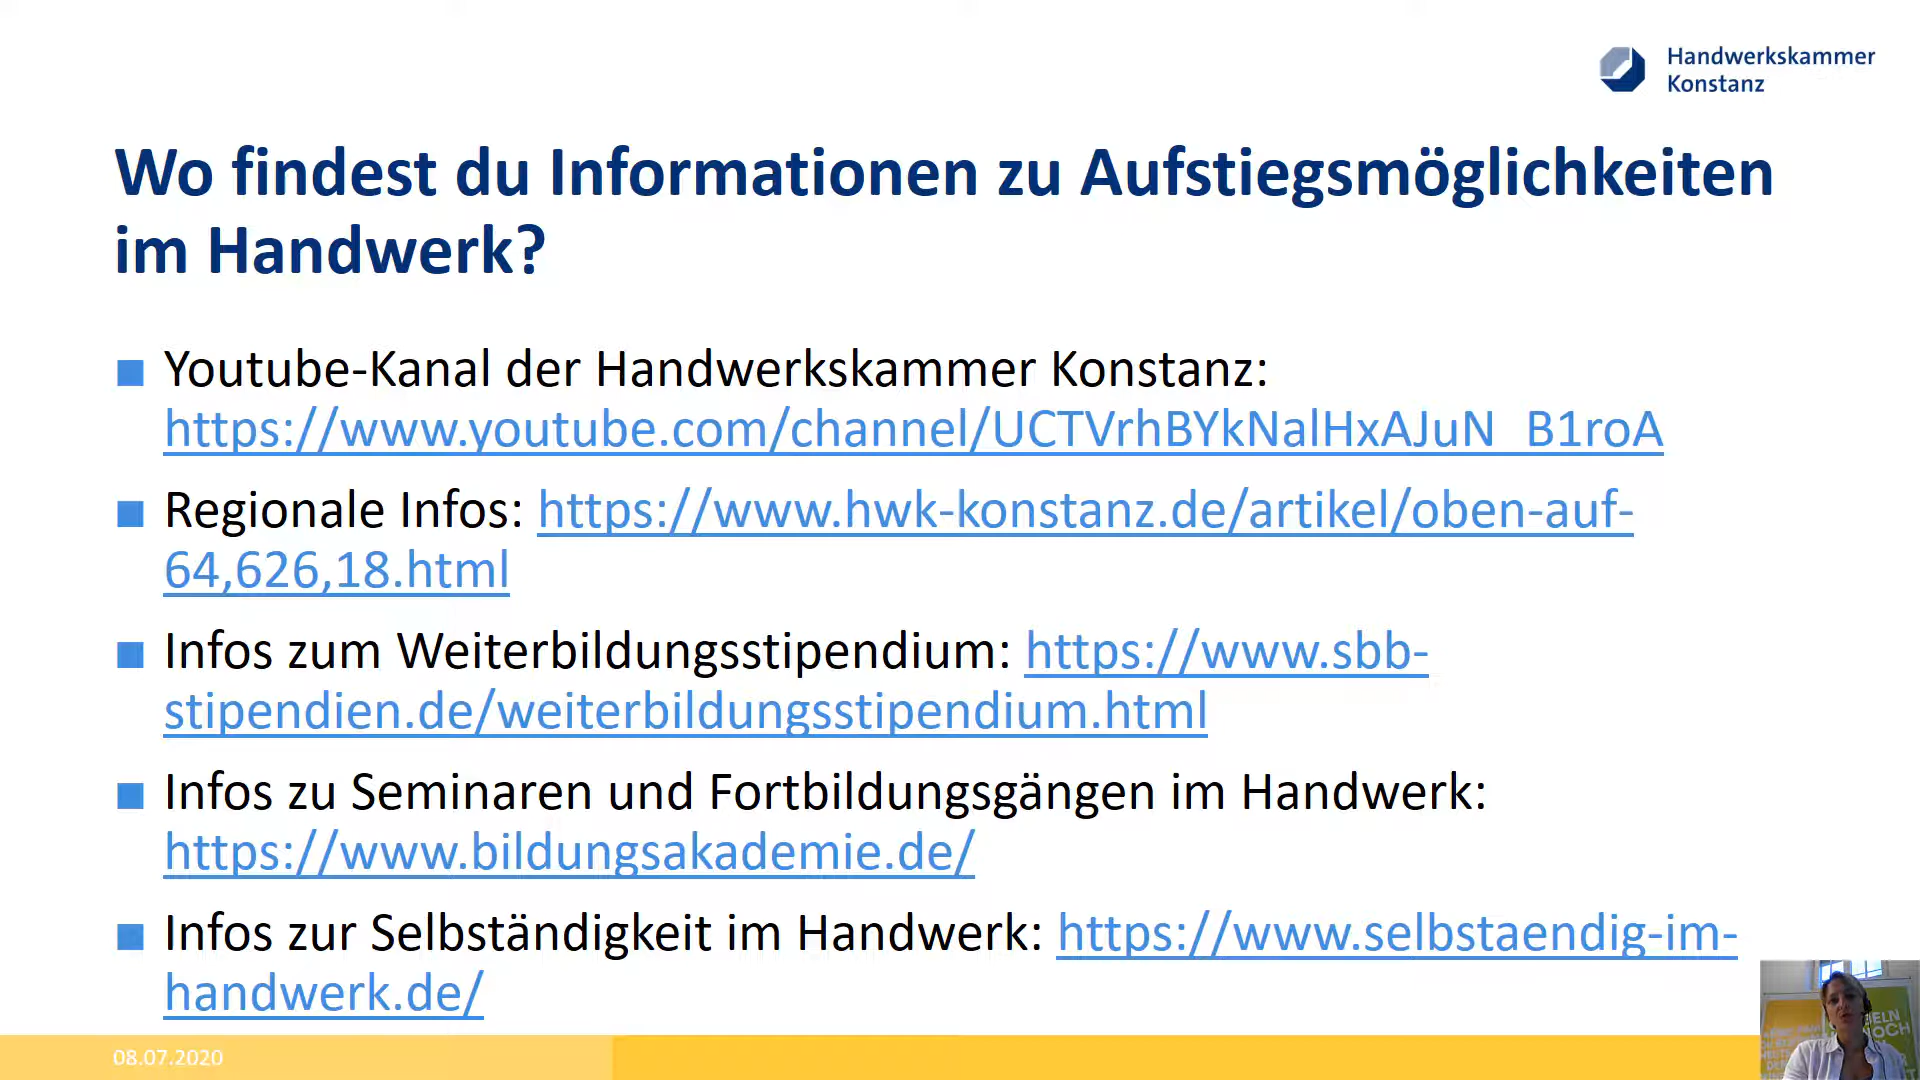 Handwerkskammer
Konstanz
Wo findest du Informationen zu Aufstiegsmöglichkeiten
im Handwerk?
Youtube-Kanal der Handwerkskammer Konstanz:
https://www.youtube.com/channel/UCTVrhBYkNalHxAJuN_B1roA
Regionale Infos: https://www.hwk-konstanz.de/artikel/oben-auf-
64,626,18.html
Infos zum Weiterbildungsstipendium: https://www.sbb-
stipendien.de/weiterbildungsstipendium.html
Infos zu Seminaren und Fortbildungsgängen im Handwerk:
https://www.bildungsakademie.de/
Infos zur Selbständigkeit im Handwerk: https://www.selbstaendig-im-
handwerk.de/
08.07.2020
NOCH